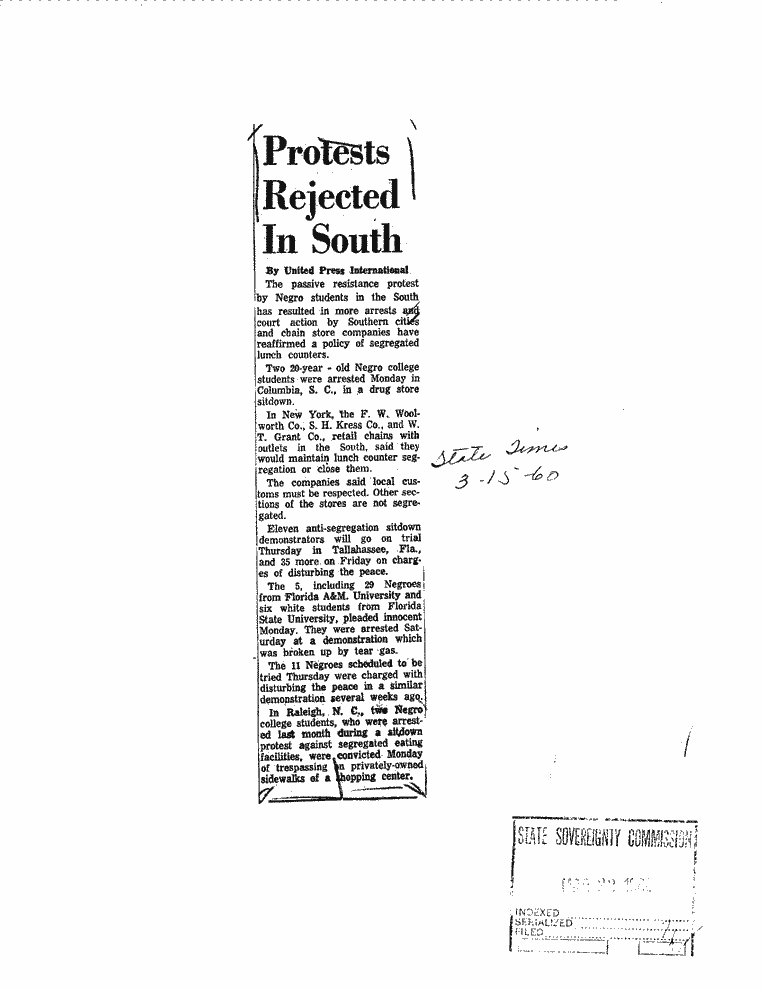 Protests
Rejected
In South
By United Press International
The passive resistance protest
by Negro students in the South
has resulted in more arrests and
court action by Southern cities
and chain store companies have
reaffirmed a policy of segregated
lunch counters.
Two 20-year - old Negro college
students were arrested Monday in
Columbia, S. C., in a drug store
sitdown.
In New York, the F. W. Wool-
worth Co., S. H. Kress Co., and W.
T. Grant Co., retail chains with
outlets in the South, said they
would maintain lunch counter seg-
regation or close them.
The companies said local cus-
toms must be respected. Other sec-
tions of the stores are not segre-
gated.
Eleven anti-segregation sitdown
demonstrators will go on trial
Thursday in Tallahassee, Fla.,
and 35 more on Friday on charg-
es of disturbing the peace.
The 5, including 29 Negroes
from Florida A&M. University and
six white students from Florida
State University, pleaded innocent
Monday. They were arrested Sat-
urday at a demonstration which
was broken up by tear gas.
The 11 Negroes scheduled to be
tried Thursday were charged with
disturbing the peace in a similar
demonstration several weeks ago.
In Raleigh, N. C., two Negro
college students, who were arrest-
ed last month during a sitdown
protest against segregated eating
facilities, were convicted Monday
of trespassing on privately-owned
sidewalks of a shopping center.
State Times
3-15-60
STATE SOVEREIGNTY COMMISSION
INDEXED
SERIALIZED
FILED